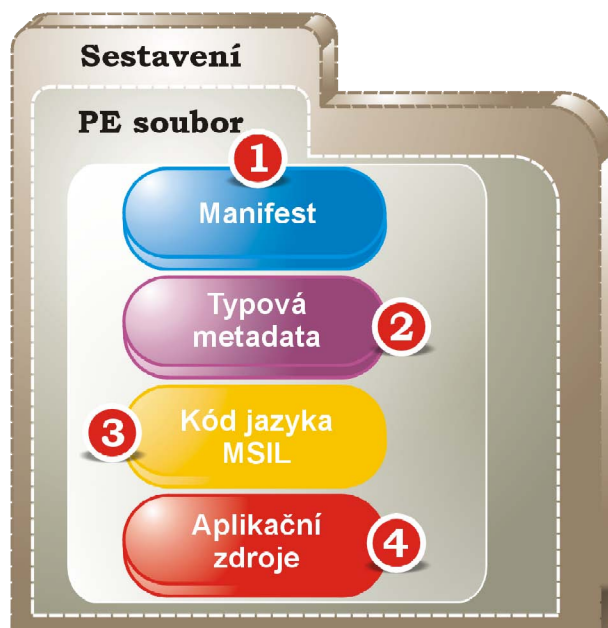 Sestavení
PE soubor
1
Manifest
Typová
metadata
2
3
Kód jazyka
MSIL
Aplikační
zdroje
4